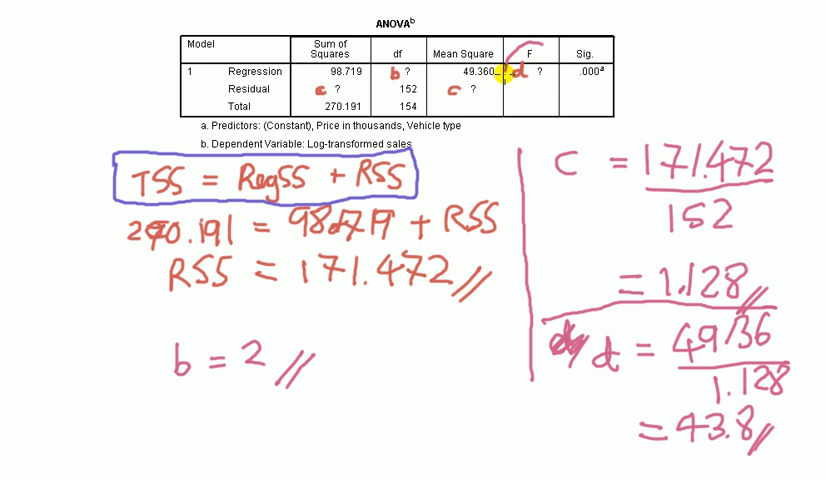 ANOVAb
Model Sum of Squares df Mean Square F Sig.
1 Regression 98.719 b ? 49.360 d ? .000a
Residual a ? 152 c ?
Total 270.191 154
a. Predictors: (Constant), Price in thousands, Vehicle type
b. Dependent Variable: Log-transformed sales
TSS = RegSS + RSS
270.191 = 98.719 + RSS
RSS = 171.472 //
b = 2 //
c = 171.472
152
= 1.128 //
d = 49.36
1.128
= 43.8 //